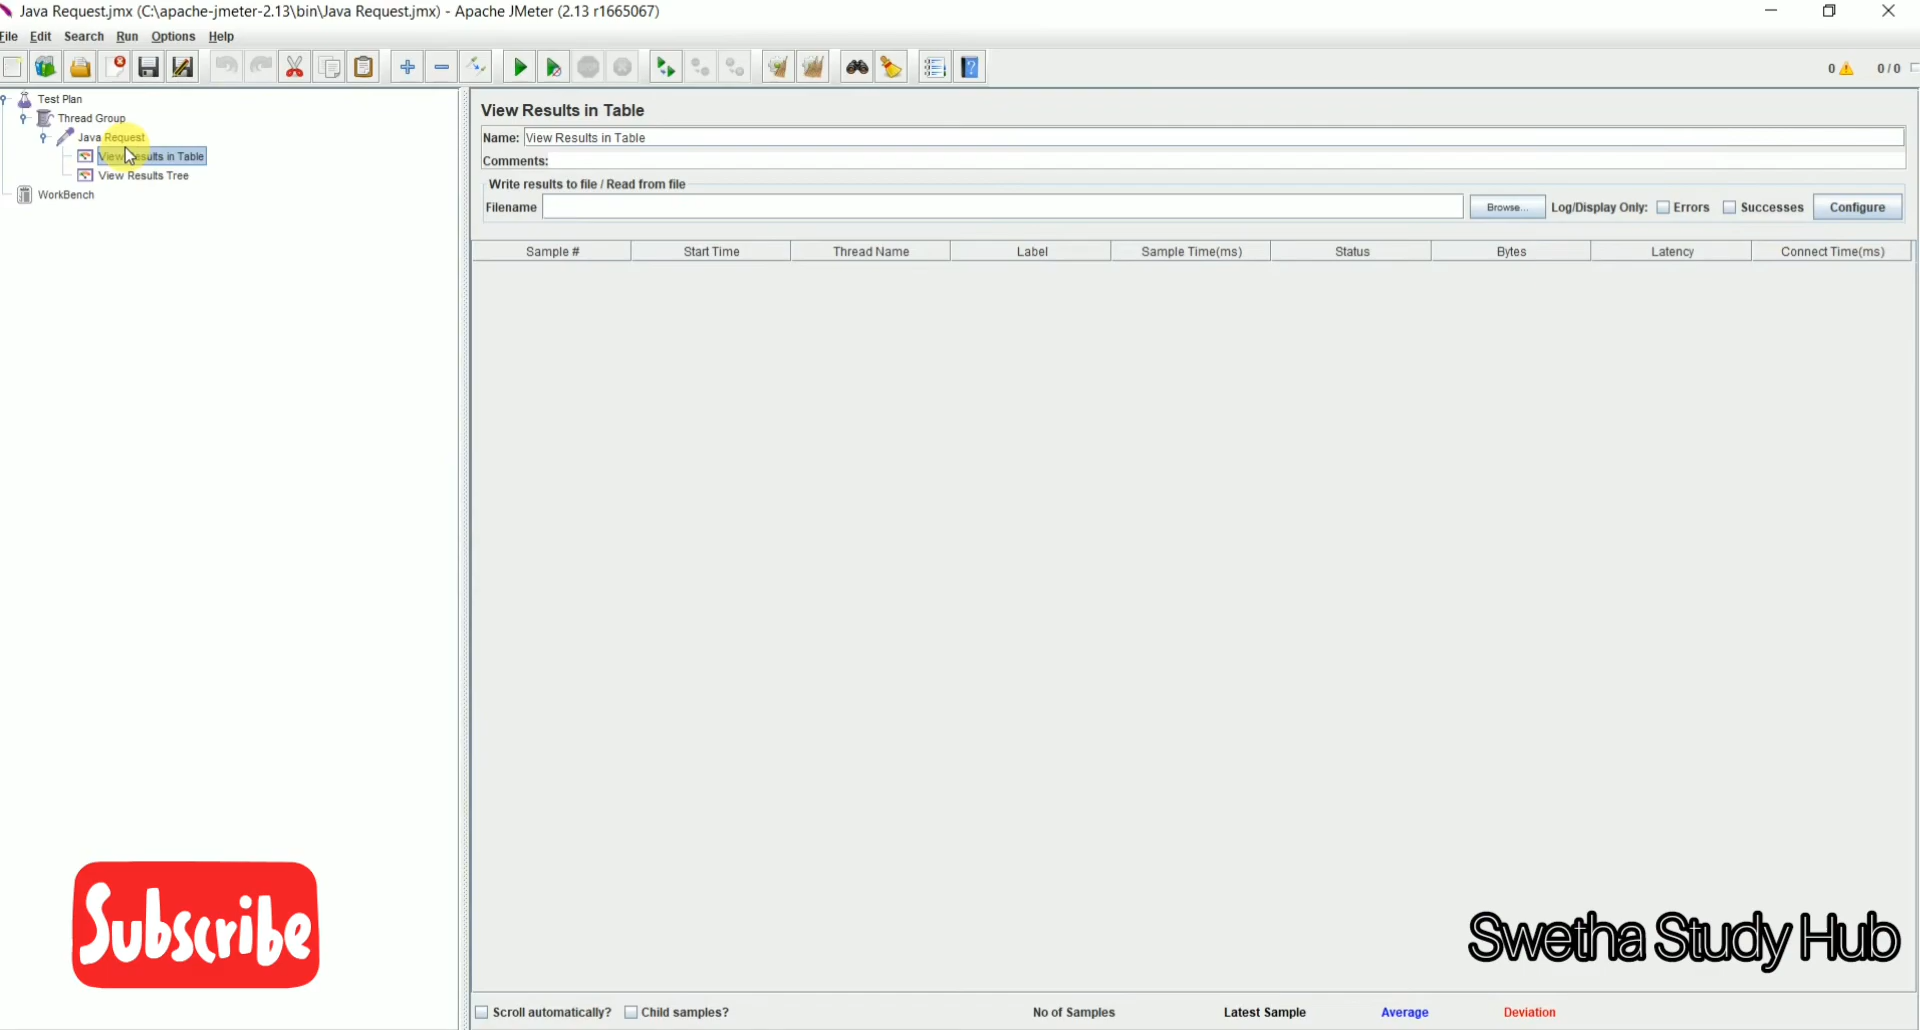 Java Request.jmx (C:\apache-jmeter-2.13\bin\Java Request.jmx) - Apache JMeter (2.13 r1665067)
File Edit Search Run Options Help
0 0/0
Test Plan
Thread Group
Java Request
View Results in Table
View Results Tree
WorkBench
View Results in Table
Name: View Results in Table
Comments:
Write results to file / Read from file
Filename Browse... Log/Display Only: Errors Successes Configure
Sample # Start Time Thread Name Label Sample Time(ms) Status Bytes Latency Connect Time(ms)
Subscribe
Swetha Study Hub
Scroll automatically? Child samples? No of Samples Latest Sample Average Deviation